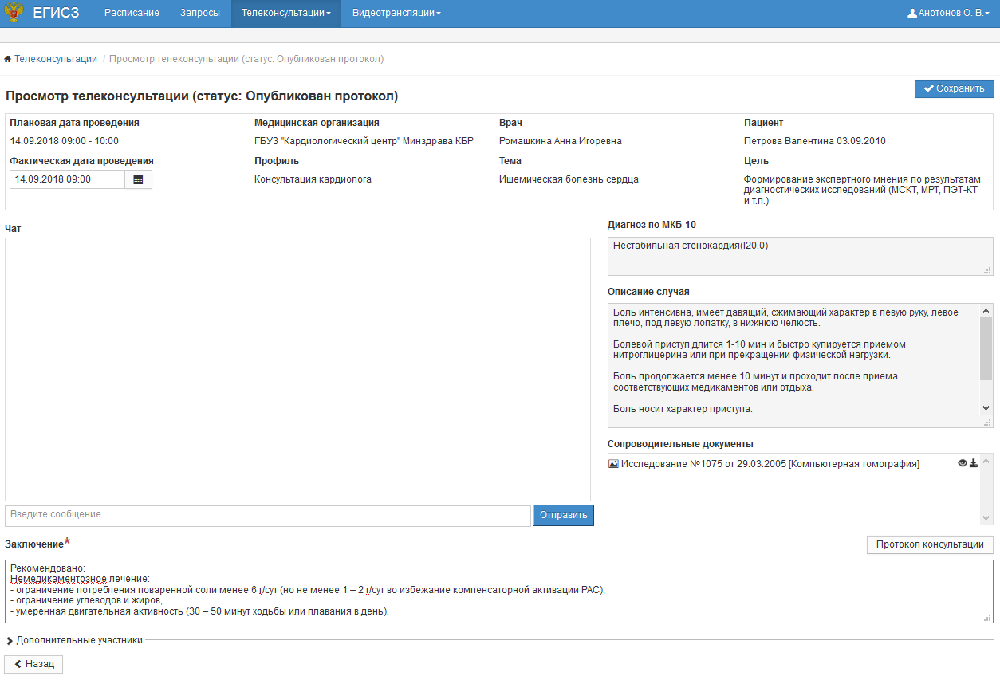 ЕГИСЗ Расписание Запросы Телеконсультации Видеотрансляции Анотонов О. В.
Телеконсультации / Просмотр телеконсультации (статус: Опубликован протокол)
Сохранить
Просмотр телеконсультации (статус: Опубликован протокол)
Плановая дата проведения
14.09.2018 09:00 - 10:00
Медицинская организация
ГБУЗ "Кардиологический центр" Минздрава КБР
Врач
Ромашкина Анна Игоревна
Пациент
Петрова Валентина 03.09.2010
Фактическая дата проведения
14.09.2018 09:00
Профиль
Консультация кардиолога
Тема
Ишемическая болезнь сердца
Цель
Формирование экспертного мнения по результатам
диагностических исследований (МСКТ, МРТ, ПЭТ-КТ
и т.п.)
Чат
Введите сообщение...
Отправить
Диагноз по МКБ-10
Нестабильная стенокардия(I20.0)
Описание случая
Боль интенсивна, имеет давящий, сжимающий характер в левую руку, левое
плечо, под левую лопатку, в нижнюю челюсть.
Болевой приступ длится 1-10 мин и быстро купируется приемом
нитроглицерина или при прекращении физической нагрузки.
Боль продолжается менее 10 минут и проходит после приема
соответствующих медикаментов или отдыха.
Боль носит характер приступа.
Сопроводительные документы
Исследование №1075 от 29.03.2005 [Компьютерная томография]
Заключение*
Протокол консультации
Рекомендовано:
Немедикаментозное лечение:
- ограничение потребления поваренной соли менее 6 г/сут (но не менее 1 – 2 г/сут во избежание компенсаторной активации РАС),
- ограничение углеводов и жиров,
- умеренная двигательная активность (30 – 50 минут ходьбы или плавания в день).
Дополнительные участники
Назад